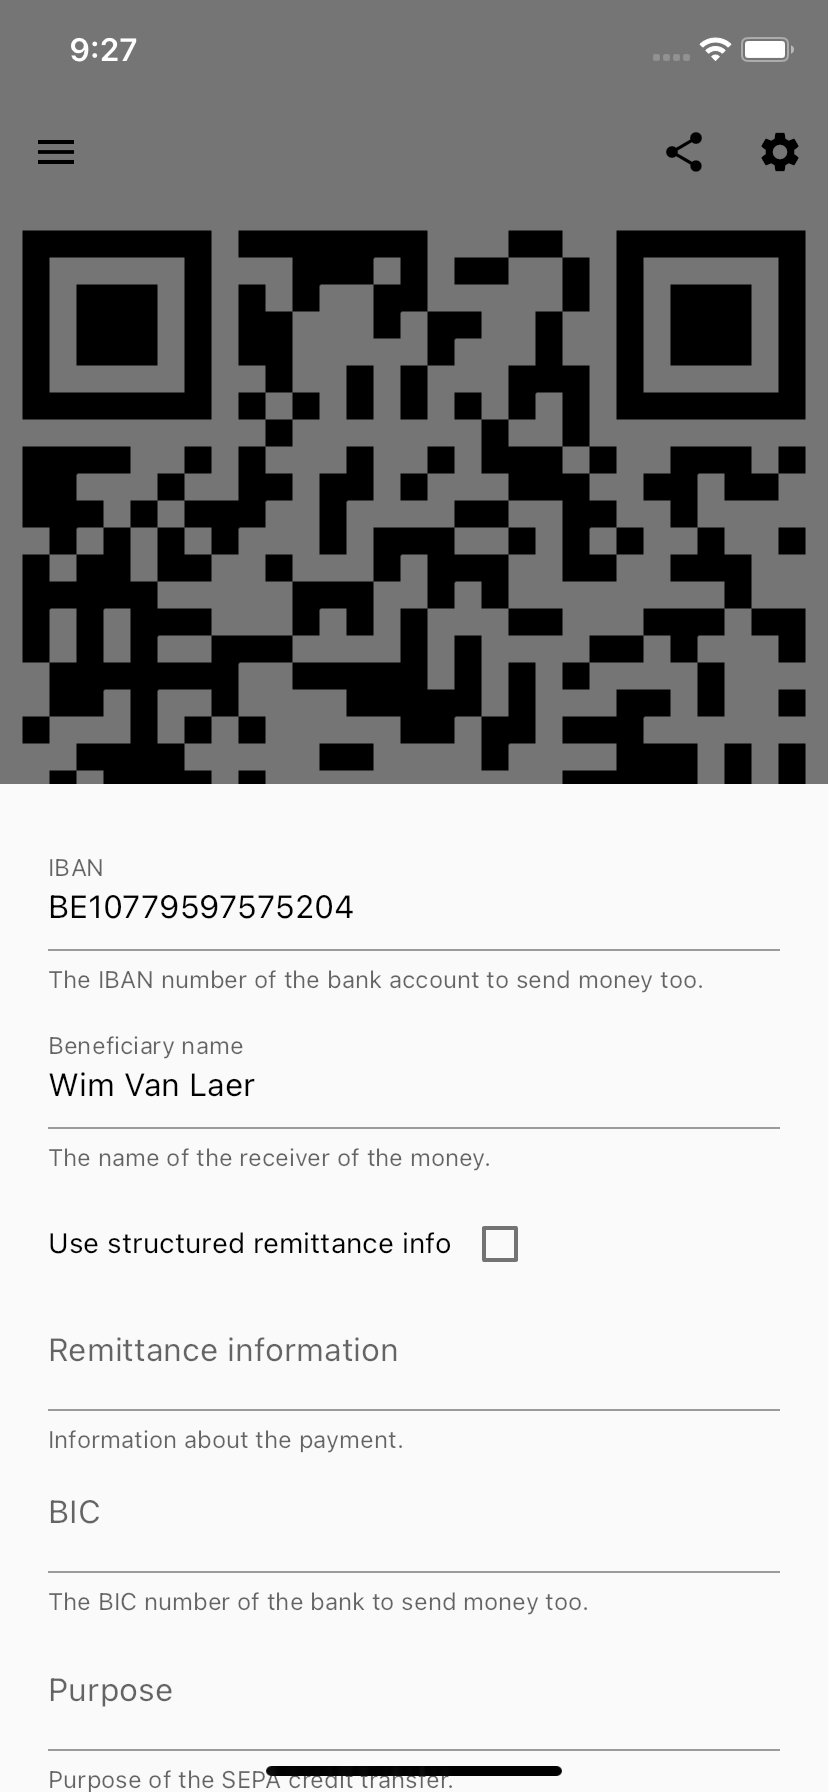 9:27
IBAN
BE10779597575204
The IBAN number of the bank account to send money too.
Beneficiary name
Wim Van Laer
The name of the receiver of the money.
Use structured remittance info
Remittance information
Information about the payment.
BIC
The BIC number of the bank to send money too.
Purpose
Purpose of the SEPA credit transfer.